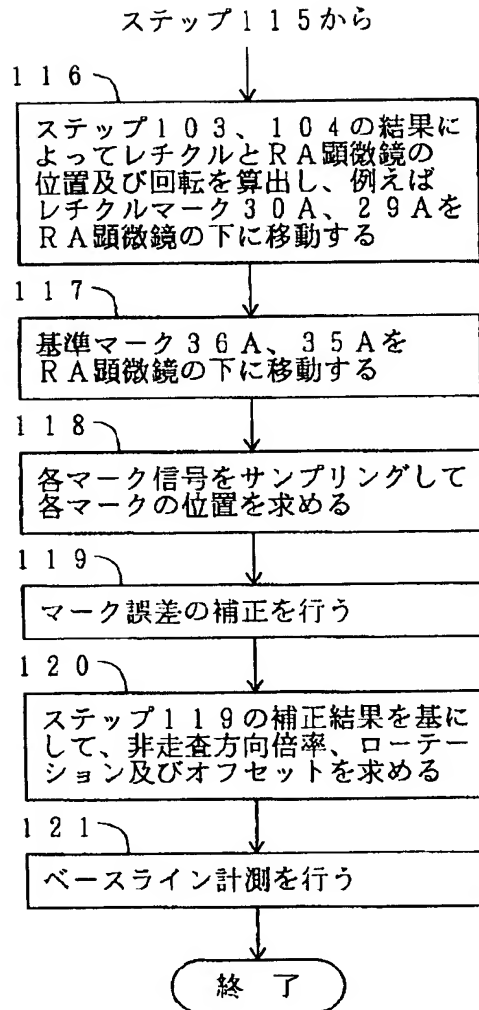 ステップ115から
116
ステップ103、104の結果に
よってレチクルとRA顕微鏡の
位置及び回転を算出し、例えば
レチクルマーク30A、29Aを
RA顕微鏡の下に移動する
117
基準マーク36A、35Aを
RA顕微鏡の下に移動する
118
各マーク信号をサンプリングして
各マークの位置を求める
119
マーク誤差の補正を行う
120
ステップ119の補正結果を基に
して、非走査方向倍率、ローテー
ション及びオフセットを求める
121
ベースライン計測を行う
終了